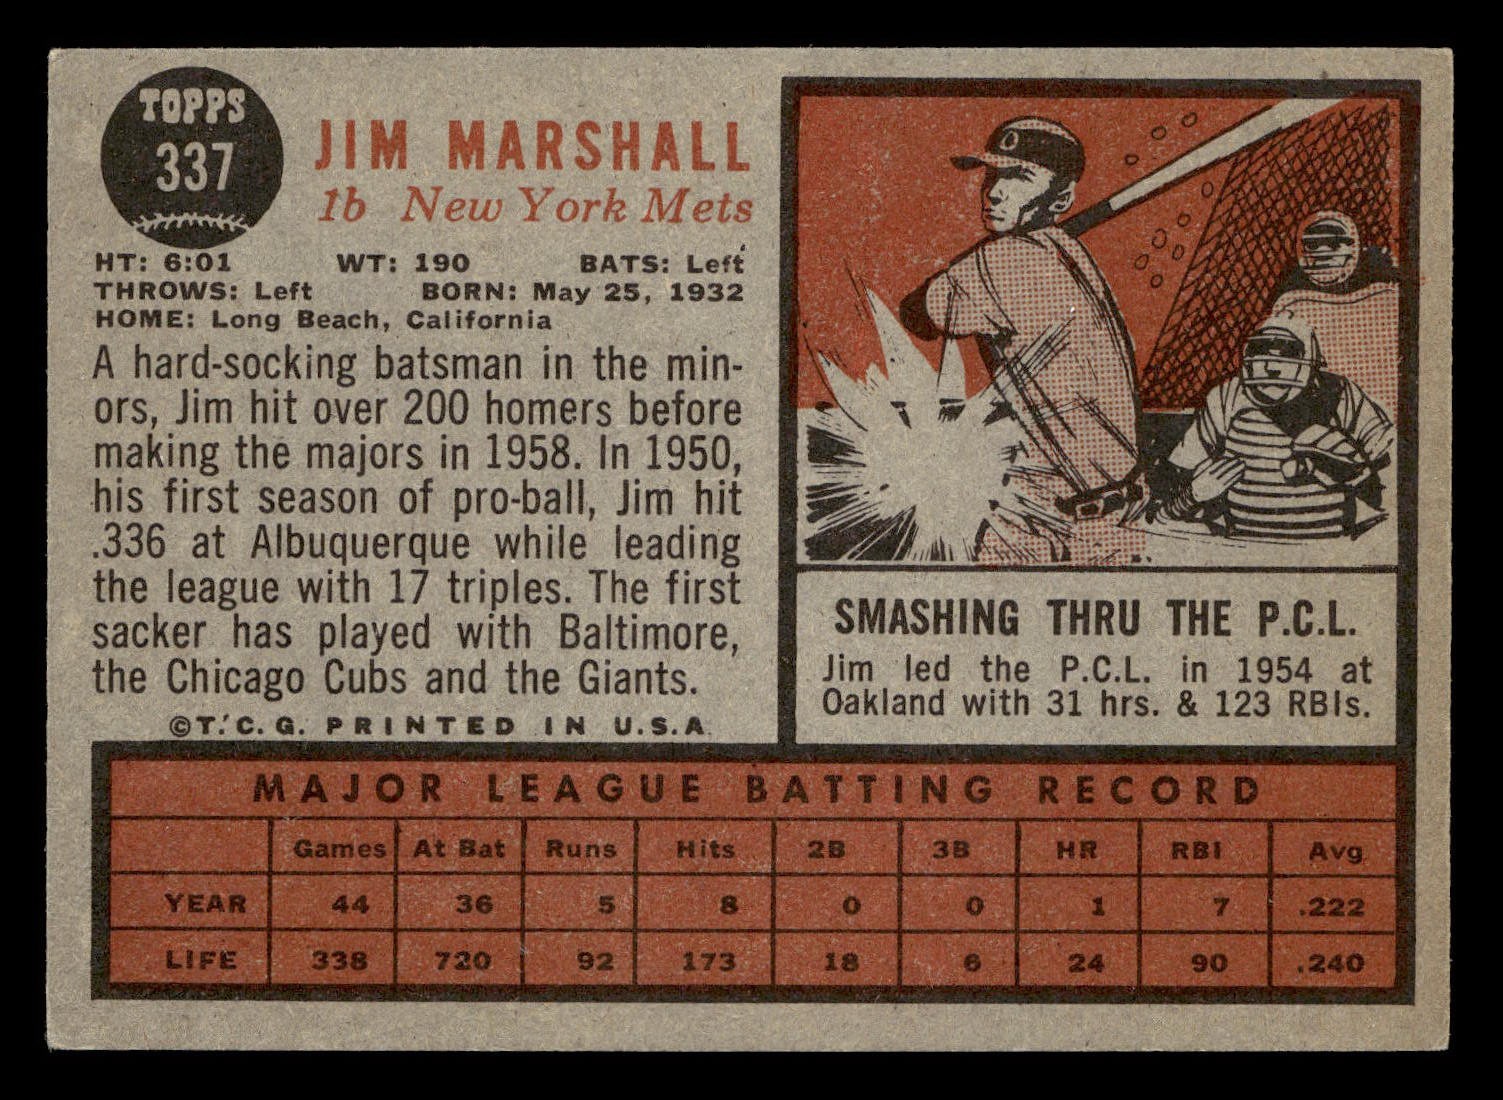 TOPPS
337
JIM MARSHALL
1b New York Mets
HT: 6:01 WT: 190 BATS: Left
THROWS: Left BORN: May 25, 1932
HOME: Long Beach, California
A hard-socking batsman in the min-
ors, Jim hit over 200 homers before
making the majors in 1958. In 1950,
his first season of pro-ball, Jim hit
.336 at Albuquerque while leading
the league with 17 triples. The first
sacker has played with Baltimore,
the Chicago Cubs and the Giants.
©T.C.G. PRINTED IN U.S.A.
O
SMASHING THRU THE P.C.L.
Jim led the P.C.L. in 1954 at
Oakland with 31 hrs. & 123 RBIs.
MAJOR LEAGUE BATTING RECORD
Games At Bat Runs Hits 2B 3B HR RBI Avg
YEAR 44 36 5 8 0 0 1 7 .222
LIFE 338 720 92 173 18 6 24 90 .240